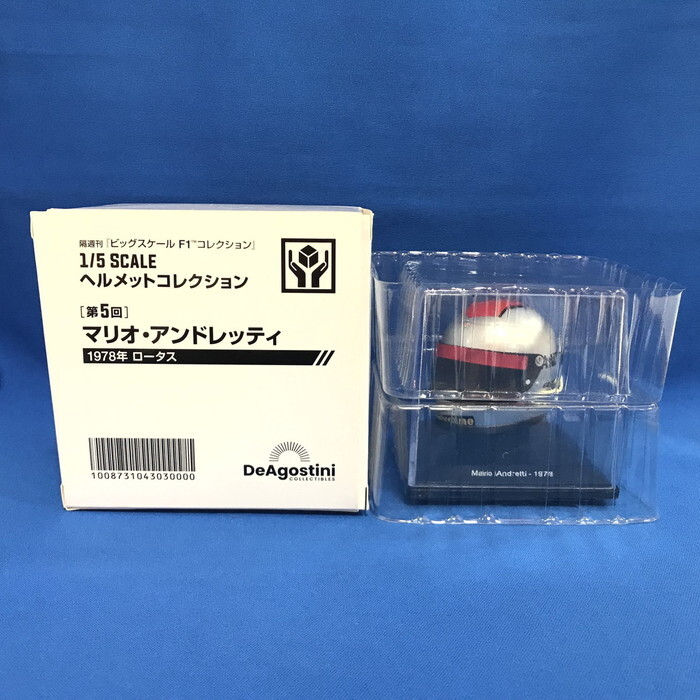 隔週刊『ビッグスケール F1™コレクション』
1/5 SCALE
ヘルメットコレクション
[第5回]
マリオ・アンドレッティ
1978年 ロータス
1008731043030000
DeAgostini
COLLECTIBLES
Mario Andretti - 1978